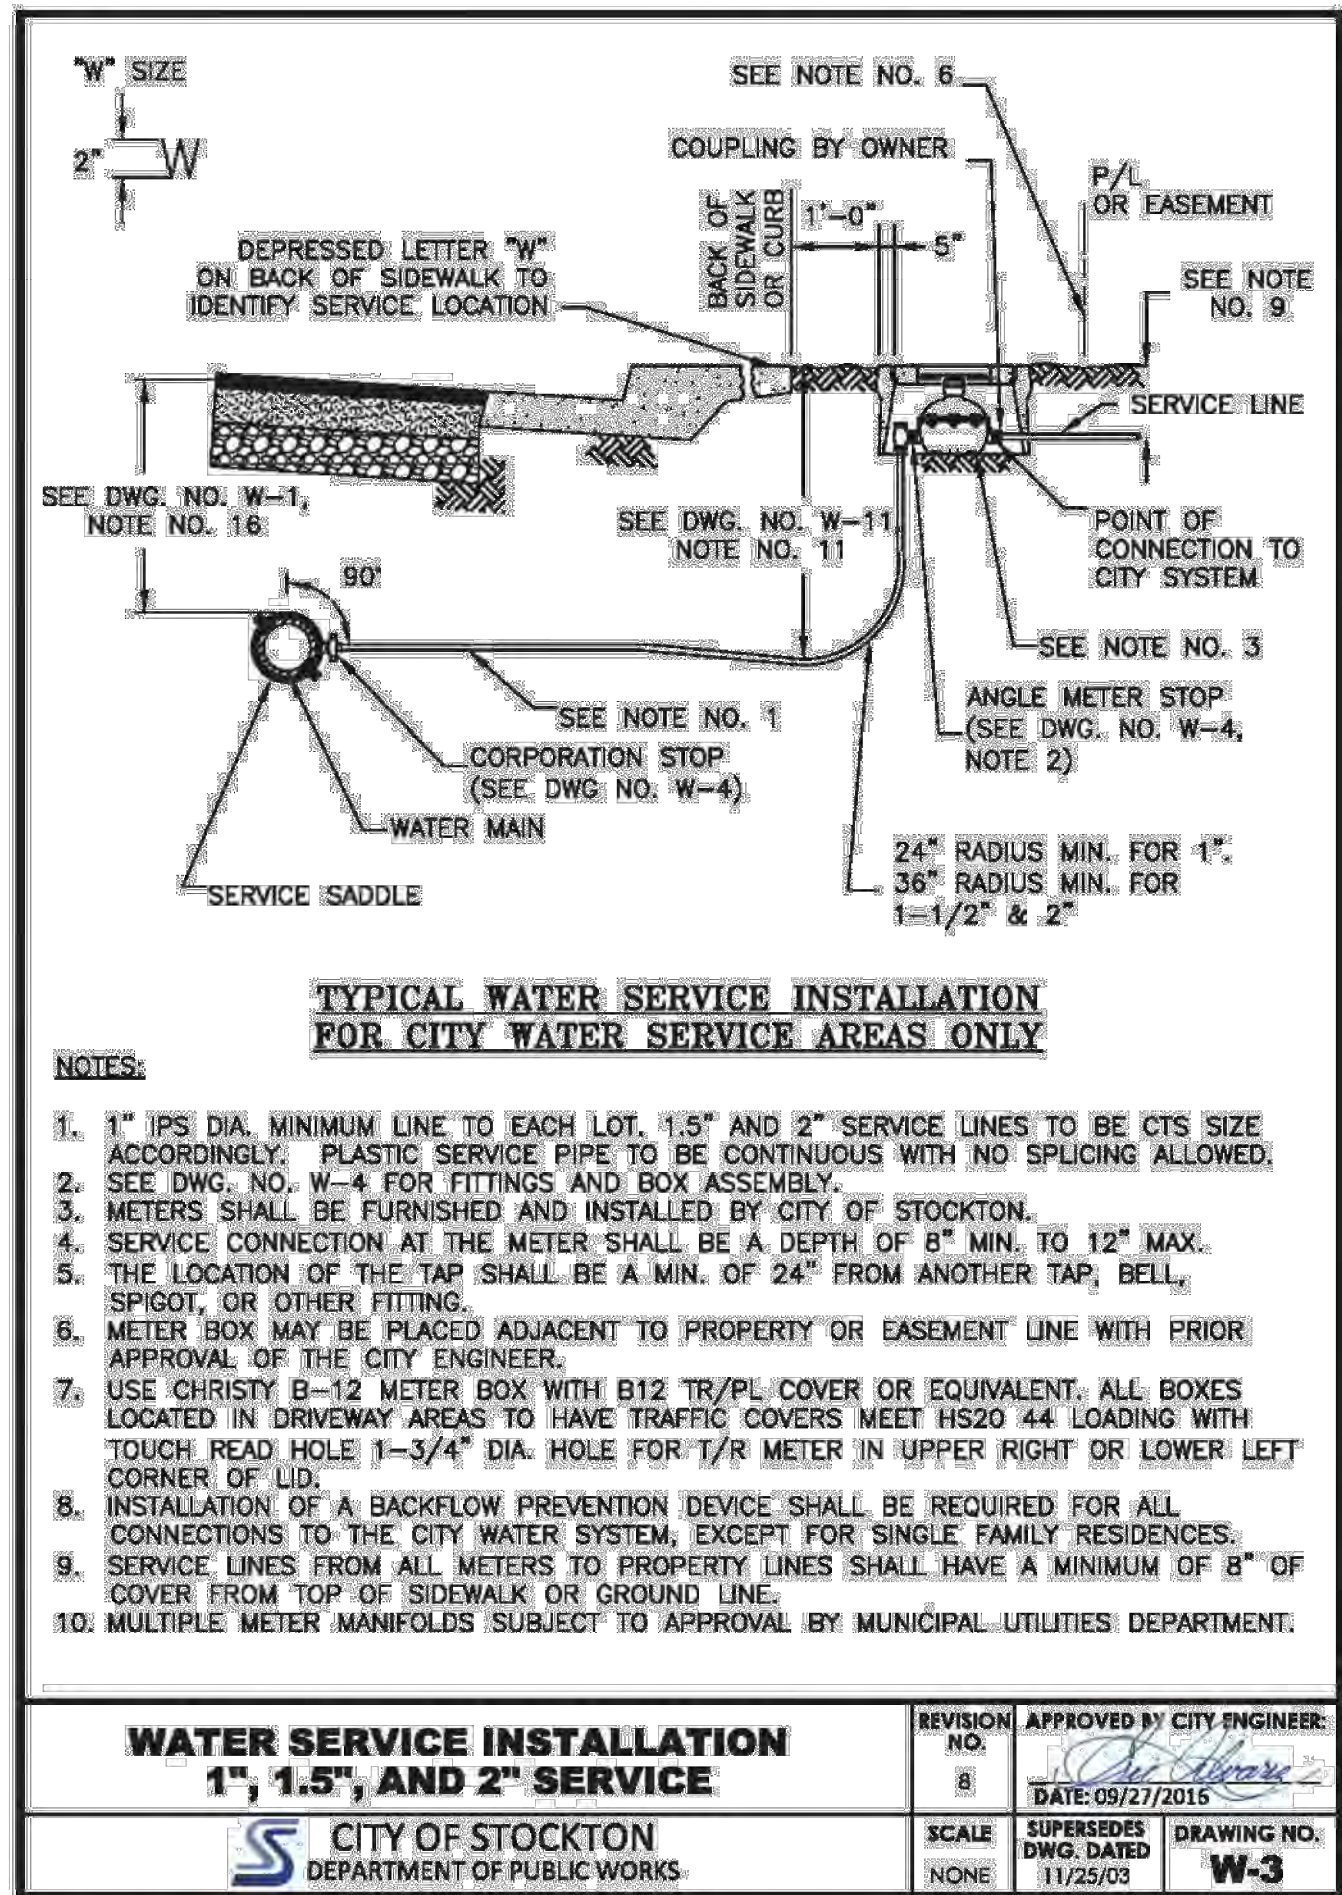 "W" SIZE
2"
W
SEE NOTE NO. 6
COUPLING BY OWNER
P/L
OR EASEMENT
BACK OF
SIDEWALK
OR CURB
1'-0"
5"
DEPRESSED LETTER "W"
ON BACK OF SIDEWALK TO
IDENTIFY SERVICE LOCATION
SEE NOTE
NO. 9
SERVICE LINE
SEE DWG. NO. W-1,
NOTE NO. 16
SEE DWG. NO. W-11
NOTE NO. 11
POINT OF
CONNECTION TO
CITY SYSTEM
90°
SEE NOTE NO. 3
SEE NOTE NO. 1
ANGLE METER STOP
(SEE DWG. NO. W-4,
NOTE 2)
CORPORATION STOP
(SEE DWG NO. W-4)
WATER MAIN
SERVICE SADDLE
24" RADIUS MIN. FOR 1".
36" RADIUS MIN. FOR
1-1/2" & 2"
TYPICAL WATER SERVICE INSTALLATION
FOR CITY WATER SERVICE AREAS ONLY
NOTES:
1. 1" IPS DIA. MINIMUM LINE TO EACH LOT. 1.5" AND 2" SERVICE LINES TO BE CTS SIZE
ACCORDINGLY. PLASTIC SERVICE PIPE TO BE CONTINUOUS WITH NO SPLICING ALLOWED.
2. SEE DWG. NO. W-4 FOR FITTINGS AND BOX ASSEMBLY.
3. METERS SHALL BE FURNISHED AND INSTALLED BY CITY OF STOCKTON.
4. SERVICE CONNECTION AT THE METER SHALL BE A DEPTH OF 8" MIN. TO 12" MAX.
5. THE LOCATION OF THE TAP SHALL BE A MIN. OF 24" FROM ANOTHER TAP, BELL,
SPIGOT, OR OTHER FITTING.
6. METER BOX MAY BE PLACED ADJACENT TO PROPERTY OR EASEMENT LINE WITH PRIOR
APPROVAL OF THE CITY ENGINEER.
7. USE CHRISTY B-12 METER BOX WITH B12 TR/PL COVER OR EQUIVALENT. ALL BOXES
LOCATED IN DRIVEWAY AREAS TO HAVE TRAFFIC COVERS MEET HS20 44 LOADING WITH
TOUCH READ HOLE 1-3/4" DIA. HOLE FOR T/R METER IN UPPER RIGHT OR LOWER LEFT
CORNER OF LID.
8. INSTALLATION OF A BACKFLOW PREVENTION DEVICE SHALL BE REQUIRED FOR ALL
CONNECTIONS TO THE CITY WATER SYSTEM, EXCEPT FOR SINGLE FAMILY RESIDENCES.
9. SERVICE LINES FROM ALL METERS TO PROPERTY LINES SHALL HAVE A MINIMUM OF 8" OF
COVER FROM TOP OF SIDEWALK OR GROUND LINE.
10. MULTIPLE METER MANIFOLDS SUBJECT TO APPROVAL BY MUNICIPAL UTILITIES DEPARTMENT.
WATER SERVICE INSTALLATION
1", 1.5", AND 2" SERVICE
REVISION
NO.
8
APPROVED BY CITY ENGINEER:
DATE: 09/27/2016
S
CITY OF STOCKTON
DEPARTMENT OF PUBLIC WORKS
SCALE
NONE
SUPERSEDES
DWG. DATED
11/25/03
DRAWING NO.
W-3